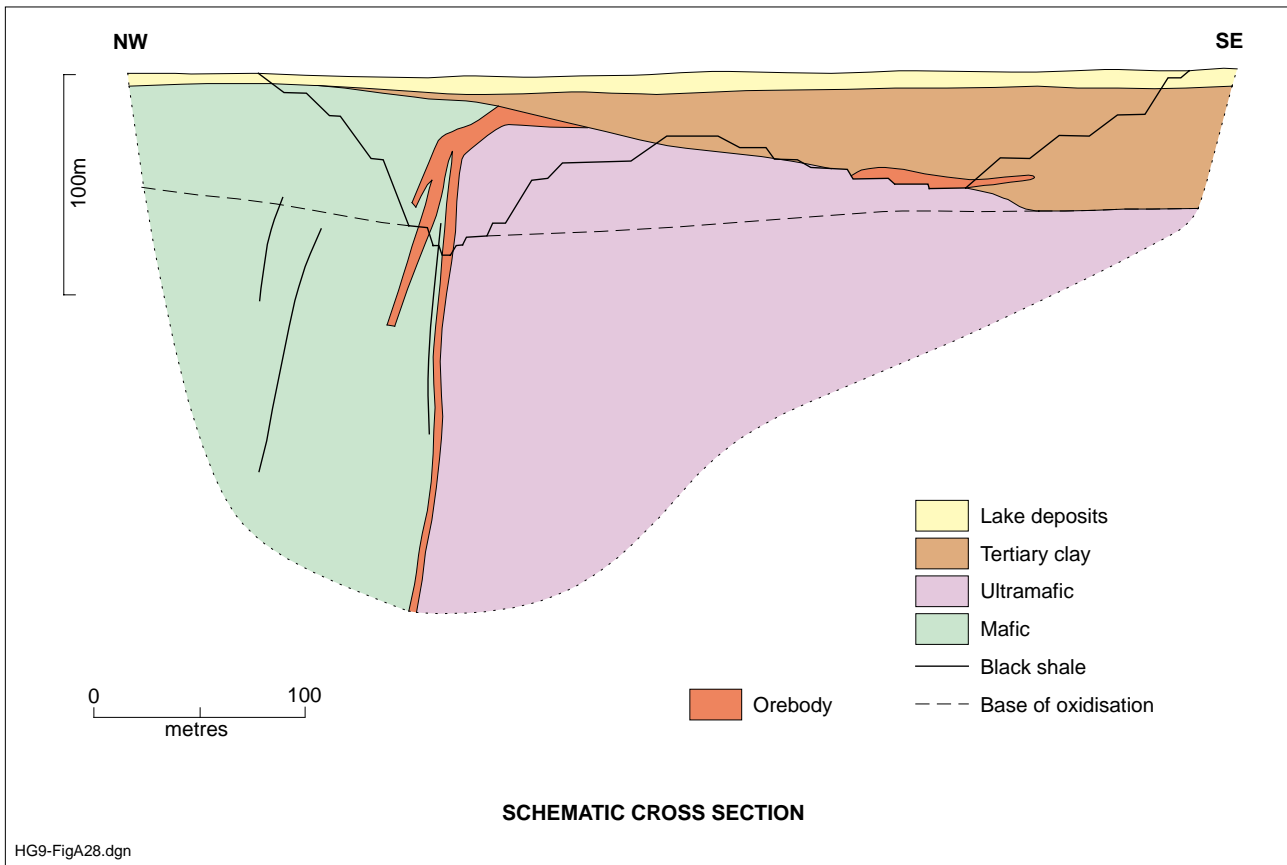 NW
SE
100m
Lake deposits
Tertiary clay
Ultramafic
Mafic
Black shale
Orebody
Base of oxidisation
0 100
metres
SCHEMATIC CROSS SECTION
HG9-FigA28.dgn